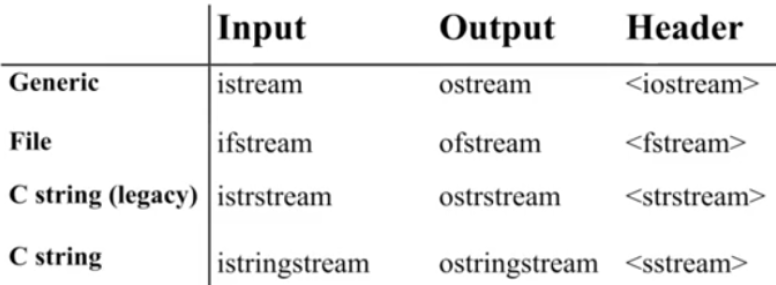 Input Output Header
Generic istream ostream <iostream>
File ifstream ofstream <fstream>
C string (legacy) istrstream ostrstream <strstream>
C string istringstream ostringstream <sstream>